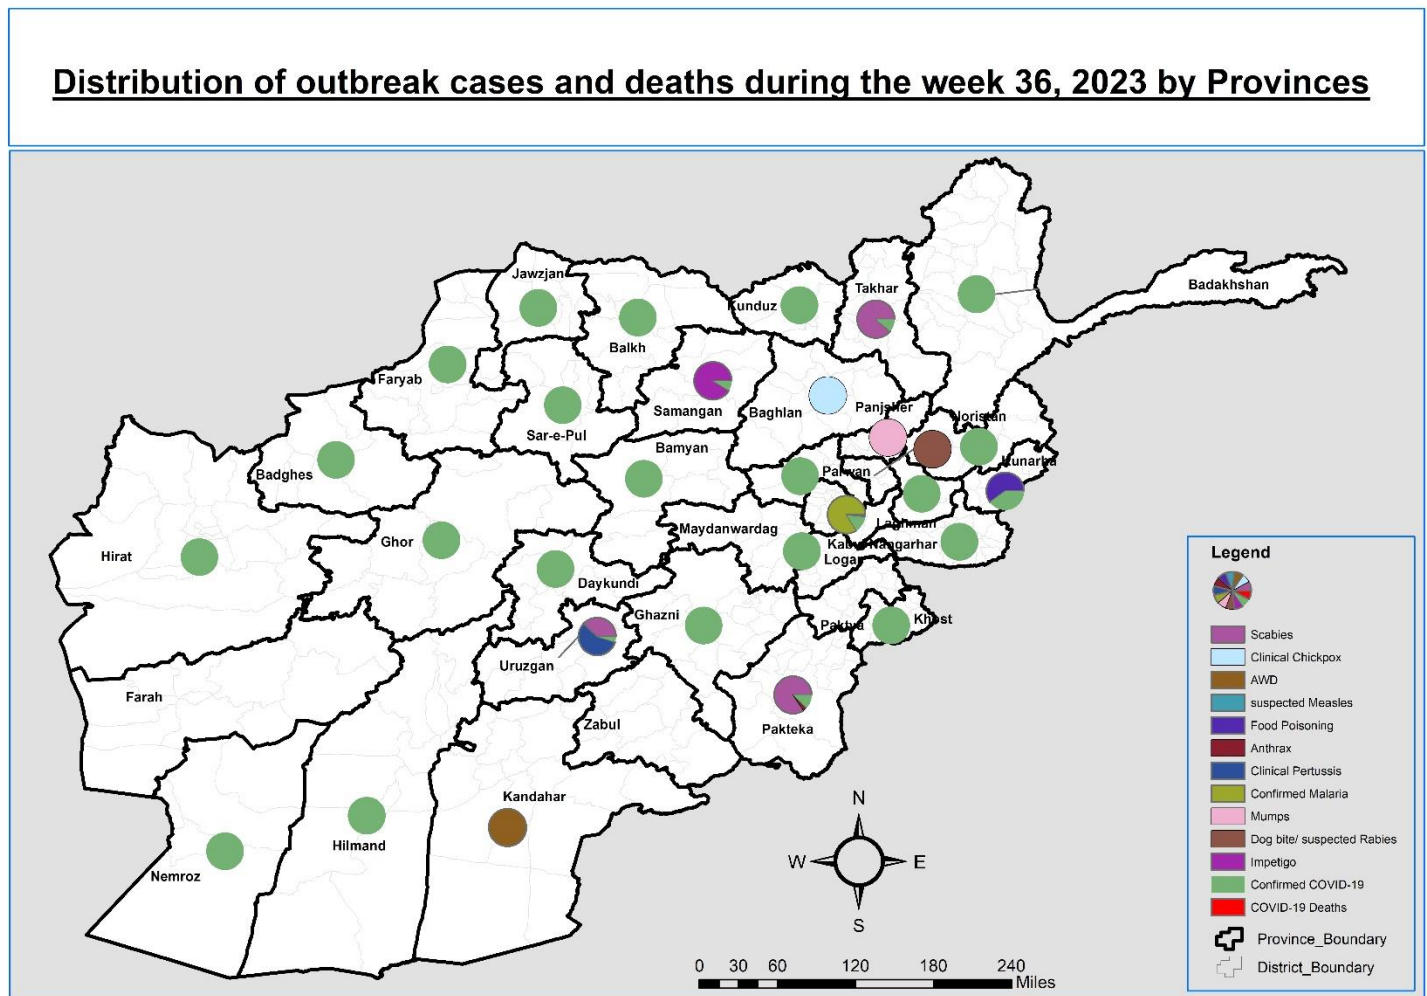 Distribution of outbreak cases and deaths during the week 36, 2023 by Provinces
Jawzjan
Kunduz
Takhar
Badakhshan
Balkh
Faryab
Samangan
Baghlan
Panjsher
Noristan
Sar-e-Pul
Bamyan
Badghes
Parwan
Kunarha
Maydanwardag
Laghman
Hirat
Ghor
Nangarhar
Logar
Daykundi
Ghazni
Paktya
Khost
Uruzgan
Farah
Zabul
Pakteka
Kandahar
Hilmand
Nemroz
N
W
E
S
0 30 60 120 180 240
Miles
Legend
Scabies
Clinical Chickpox
AWD
suspected Measles
Food Poisoning
Anthrax
Clinical Pertussis
Confirmed Malaria
Mumps
Dog bite/ suspected Rabies
Impetigo
Confirmed COVID-19
COVID-19 Deaths
Province_Boundary
District_Boundary